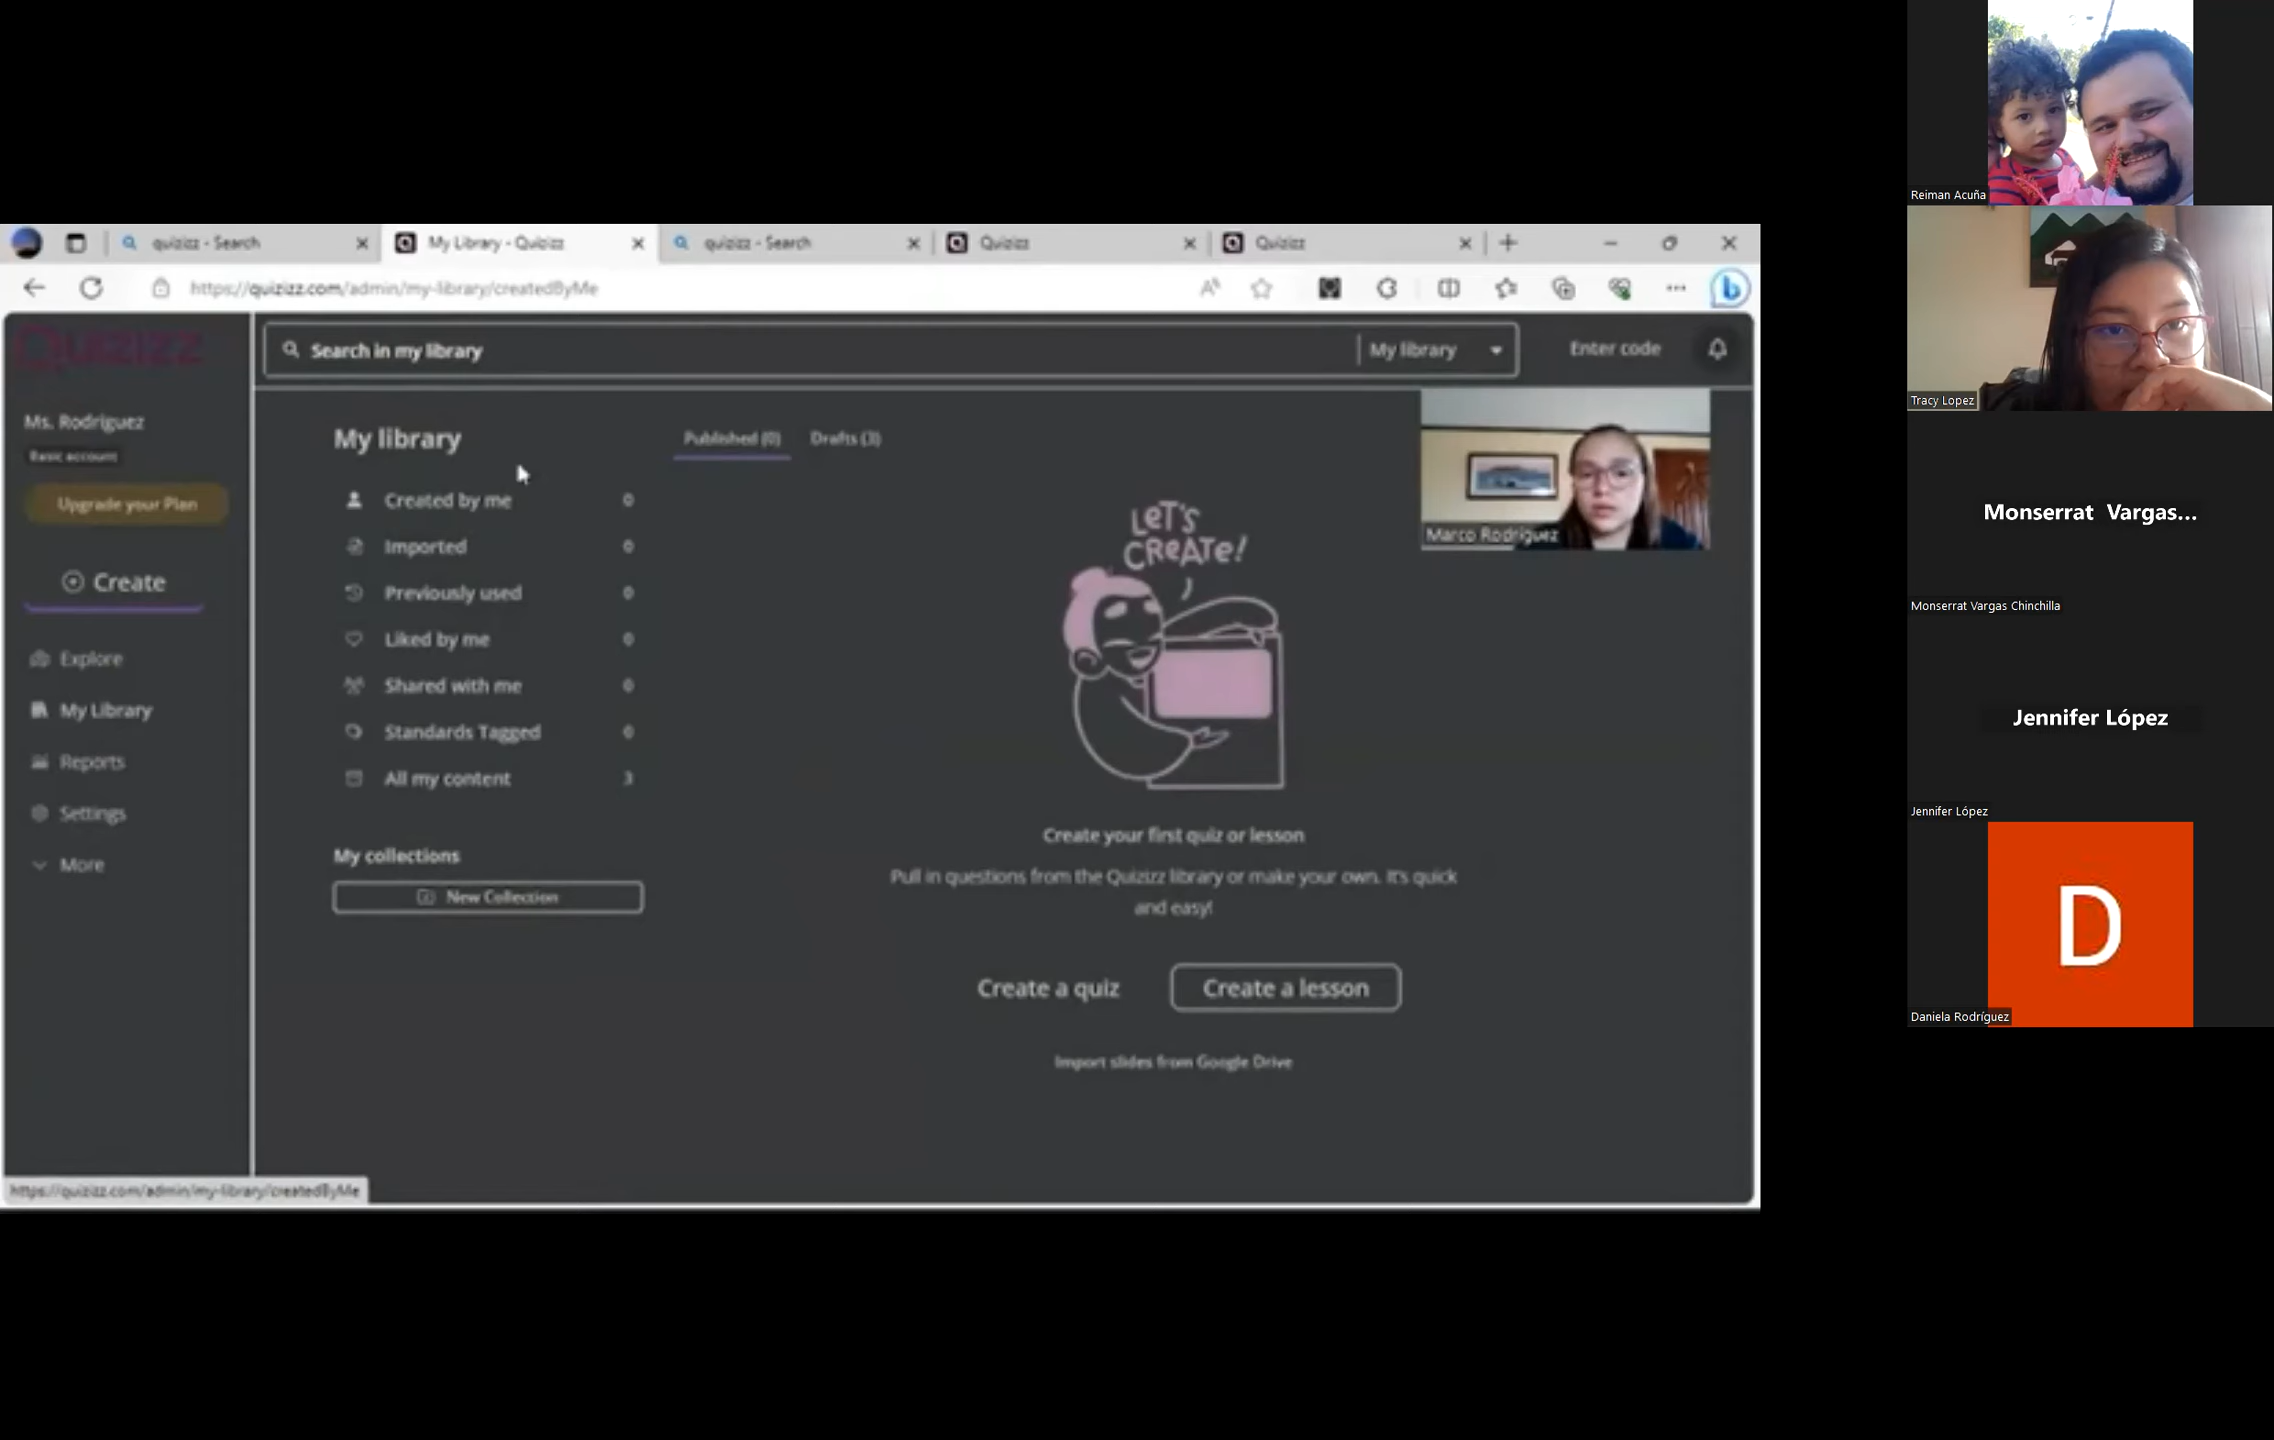 quizizz - Search
My Library - Quizizz
quizizz - Search
Quizizz
Quizizz
https://quizizz.com/admin/my-library/createdByMe
Quizizz
Search in my library
My library
Enter code
Ms. Rodriguez
Basic account
Upgrade your Plan
Create
Explore
My Library
Reports
Settings
More
My library
Created by me 0
Imported 0
Previously used 0
Liked by me 0
Shared with me 0
Standards Tagged 0
All my content 3
My collections
New Collection
Published (0)
Drafts (3)
LET'S
CREATE!
Create your first quiz or lesson
Pull in questions from the Quizizz library or make your own. It's quick
and easy!
Create a quiz
Create a lesson
Import slides from Google Drive
https://quizizz.com/admin/my-library/createdByMe
Marco Rodríguez
Reiman Acuña
Tracy Lopez
Monserrat Vargas...
Monserrat Vargas Chinchilla
Jennifer López
Jennifer López
D
Daniela Rodríguez